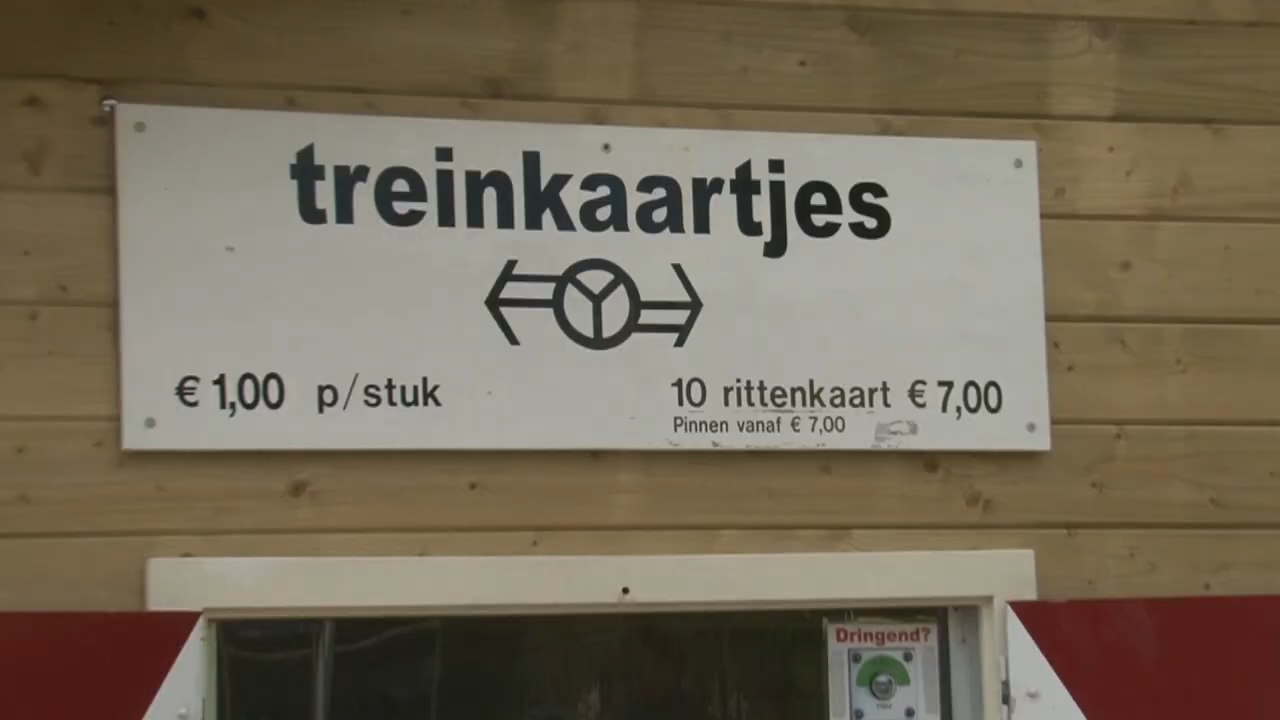 treinkaartjes
€ 1,00 p/stuk
10 rittenkaart € 7,00
Pinnen vanaf € 7,00
Dringend?